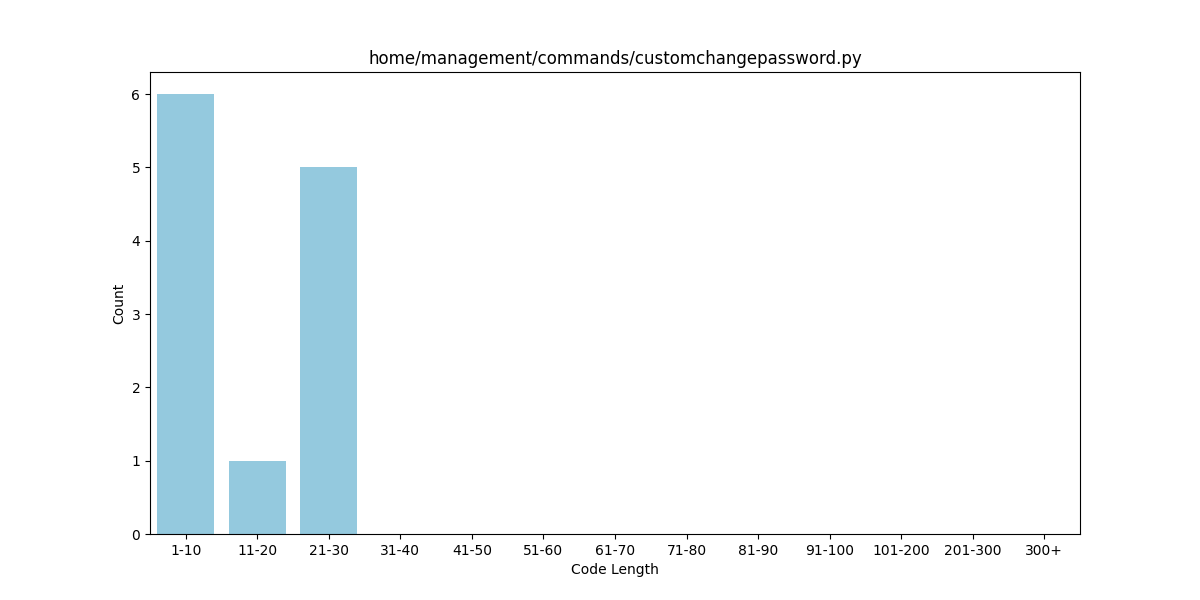 home/management/commands/customchangepassword.py
6
5
4
3
2
1
0
Count
1-10 11-20 21-30 31-40 41-50 51-60 61-70 71-80 81-90 91-100 101-200 201-300 300+
Code Length